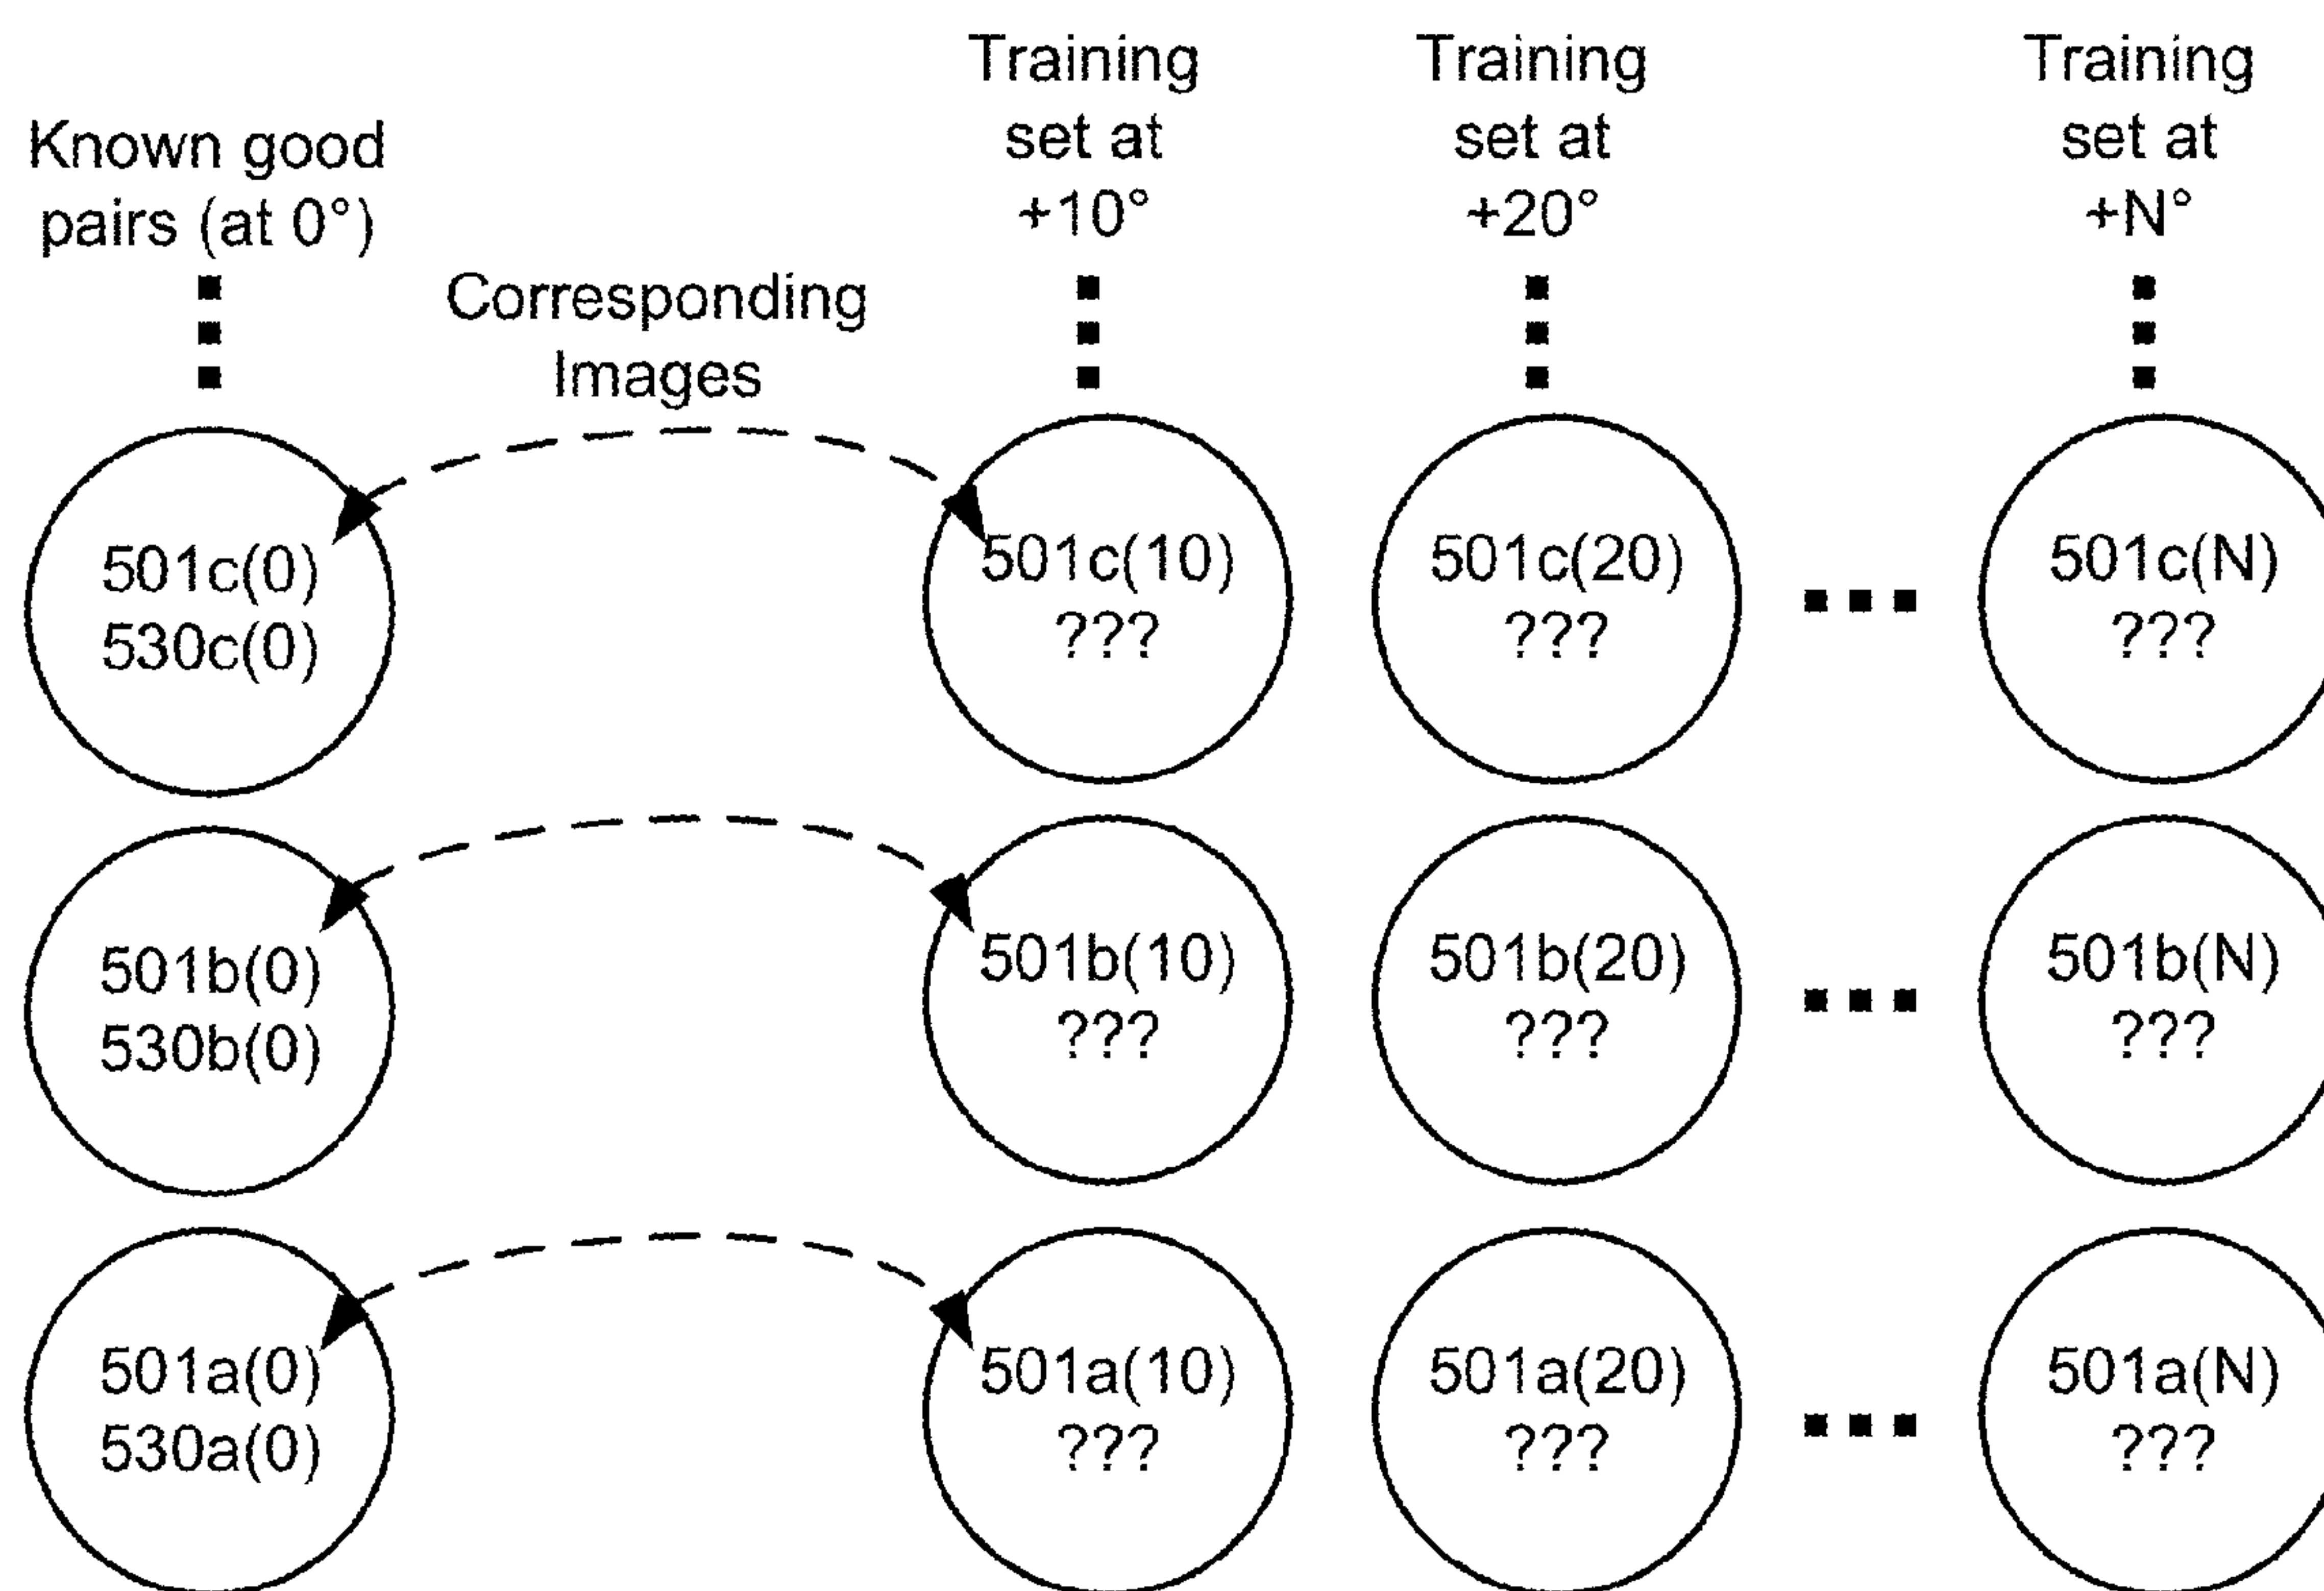 Known good
pairs (at 0°)
Corresponding
Images
Training
set at
+10°
Training
set at
+20°
Training
set at
+N°
501c(0)
530c(0)
501c(10)
???
501c(20)
???
501c(N)
???
501b(0)
530b(0)
501b(10)
???
501b(20)
???
501b(N)
???
501a(0)
530a(0)
501a(10)
???
501a(20)
???
501a(N)
???